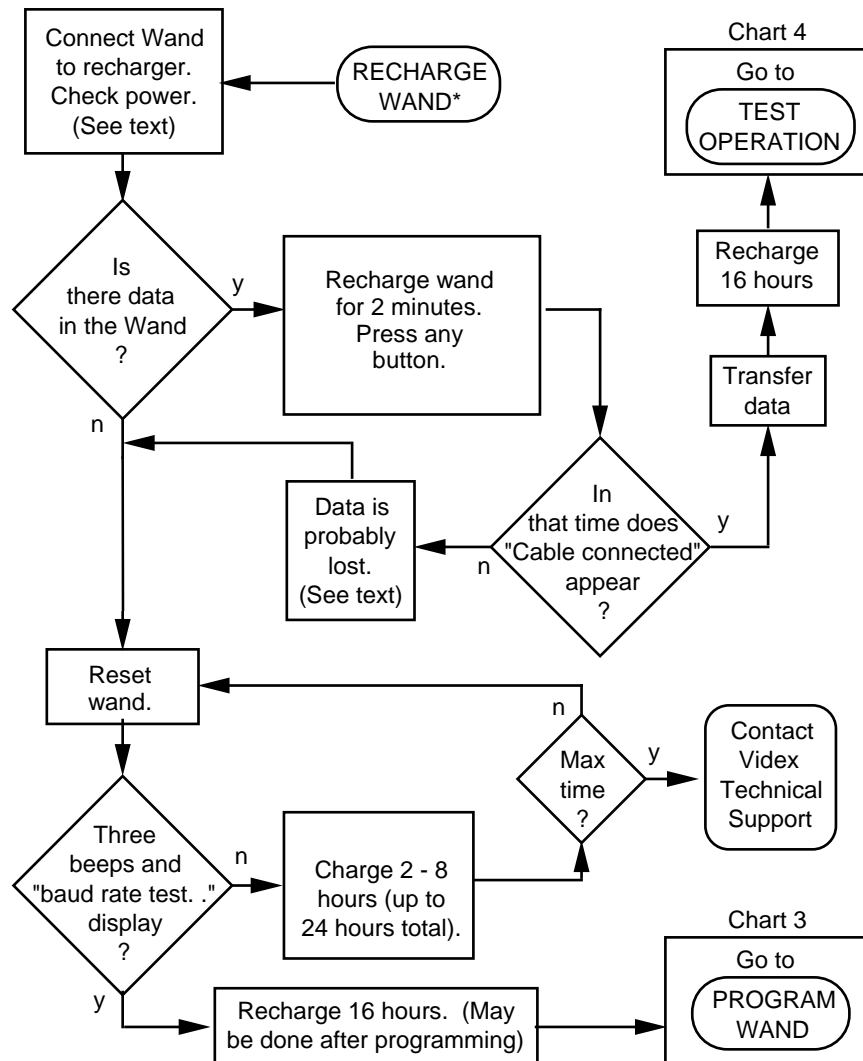 Connect Wand
to recharger.
Check power.
(See text)
RECHARGE
WAND*
Chart 4
Go to
TEST
OPERATION
Is
there data
in the Wand
?
y
n
Recharge wand
for 2 minutes.
Press any
button.
Recharge
16 hours
Transfer
data
Data is
probably
lost.
(See text)
In
that time does
"Cable connected"
appear
?
n
y
Reset
wand.
n
Max
time
?
y
Contact
Videx
Technical
Support
Three
beeps and
"baud rate test. ."
display
?
n
y
Charge 2 - 8
hours (up to
24 hours total).
Recharge 16 hours. (May
be done after programming)
Chart 3
Go to
PROGRAM
WAND